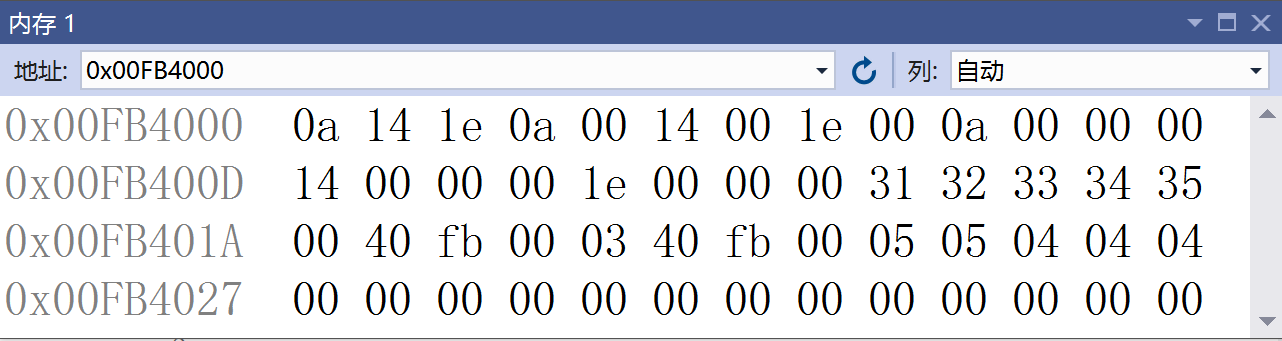 内存 1
地址: 0x00FB4000 列: 自动
0x00FB4000 0a 14 1e 0a 00 14 00 1e 00 0a 00 00 00
0x00FB400D 14 00 00 00 1e 00 00 00 31 32 33 34 35
0x00FB401A 00 40 fb 00 03 40 fb 00 05 05 04 04 04
0x00FB4027 00 00 00 00 00 00 00 00 00 00 00 00 00